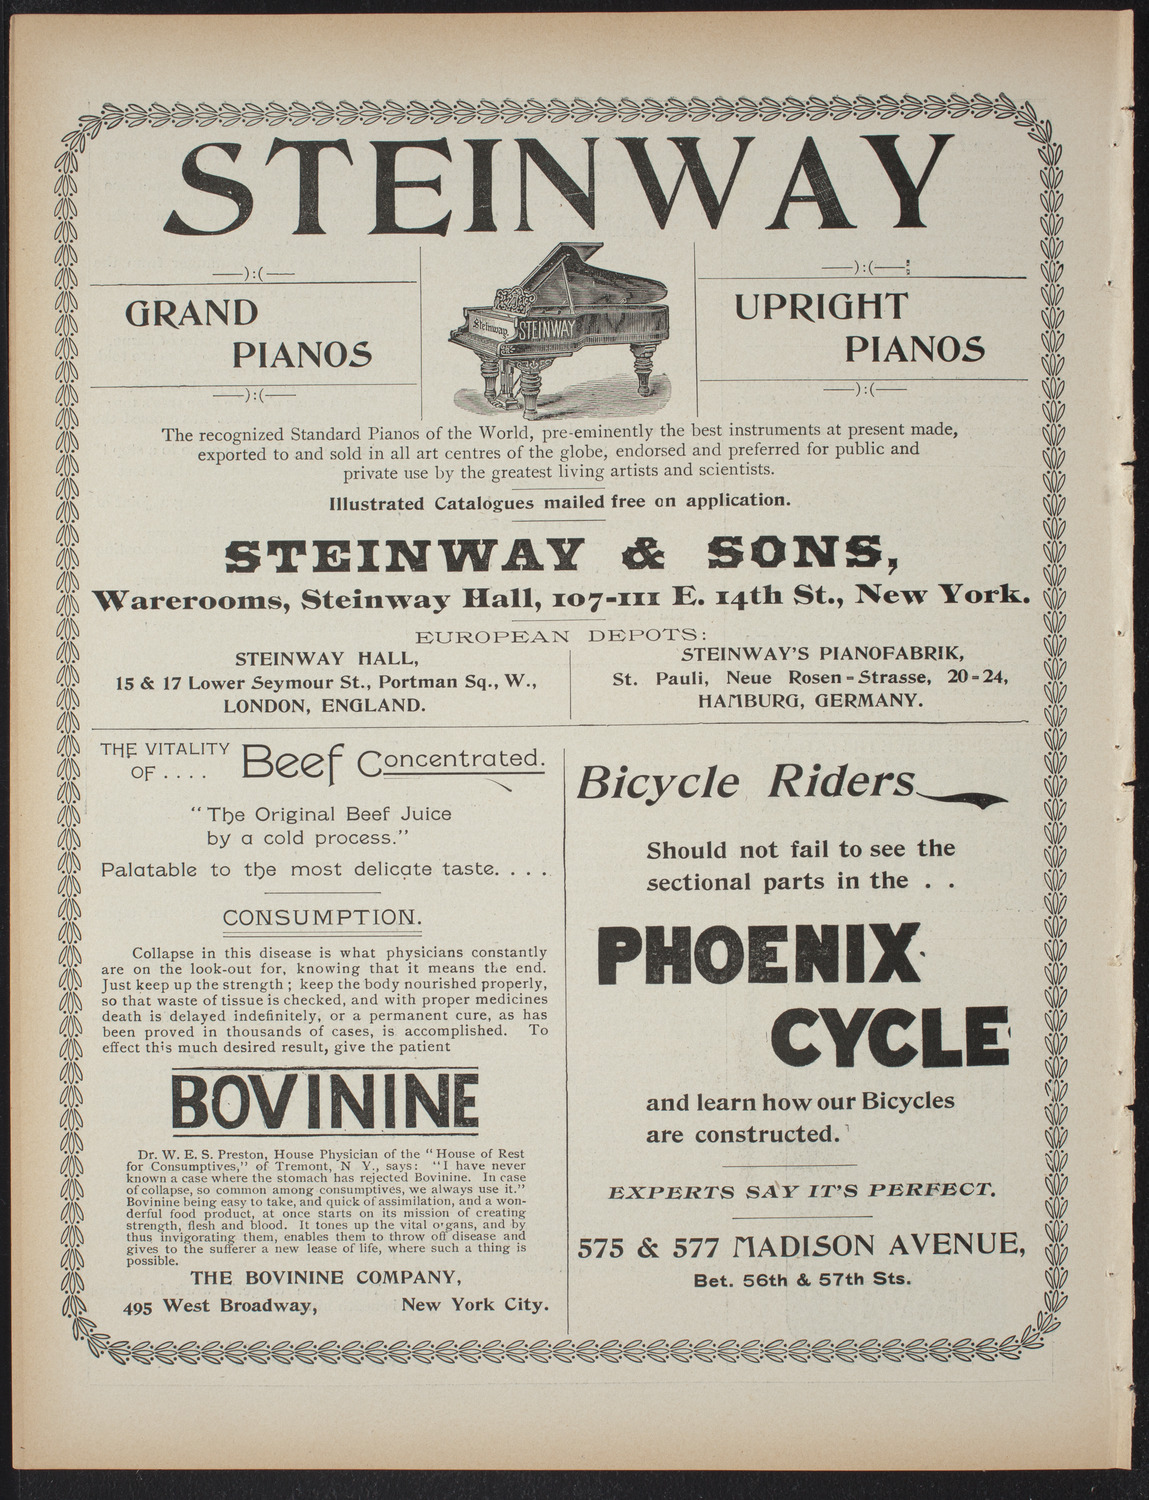 STEINWAY
——):(——
GRAND
PIANOS
——):(——
Steinway
STEINWAY
——):(——
UPRIGHT
PIANOS
——):(——
The recognized Standard Pianos of the World, pre-eminently the best instruments at present made,
exported to and sold in all art centres of the globe, endorsed and preferred for public and
private use by the greatest living artists and scientists.
Illustrated Catalogues mailed free on application.
STEINWAY & SONS,
Warerooms, Steinway Hall, 107-111 E. 14th St., New York.
EUROPEAN DEPOTS:
STEINWAY HALL,
15 & 17 Lower Seymour St., Portman Sq., W.,
LONDON, ENGLAND.
STEINWAY'S PIANOFABRIK,
St. Pauli, Neue Rosen-Strasse, 20-24,
HAMBURG, GERMANY.
THE VITALITY
OF . . . .
Beef Concentrated.
"The Original Beef Juice
by a cold process."
Palatable to the most delicate taste. . . .
CONSUMPTION.
Collapse in this disease is what physicians constantly
are on the look-out for, knowing that it means the end.
Just keep up the strength ; keep the body nourished properly,
so that waste of tissue is checked, and with proper medicines
death is delayed indefinitely, or a permanent cure, as has
been proved in thousands of cases, is accomplished. To
effect this much desired result, give the patient
BOVININE
Dr. W. E. S. Preston, House Physician of the "House of Rest
for Consumptives," of Tremont, N Y., says: "I have never
known a case where the stomach has rejected Bovinine. In case
of collapse, so common among consumptives, we always use it."
Bovinine being easy to take, and quick of assimilation, and a won-
derful food product, at once starts on its mission of creating
strength, flesh and blood. It tones up the vital organs, and by
thus invigorating them, enables them to throw off disease and
gives to the sufferer a new lease of life, where such a thing is
possible.
THE BOVININE COMPANY,
495 West Broadway, New York City.
Bicycle Riders
Should not fail to see the
sectional parts in the . .
PHOENIX
CYCLE
and learn how our Bicycles
are constructed.
EXPERTS SAY IT'S PERFECT.
575 & 577 MADISON AVENUE,
Bet. 56th & 57th Sts.